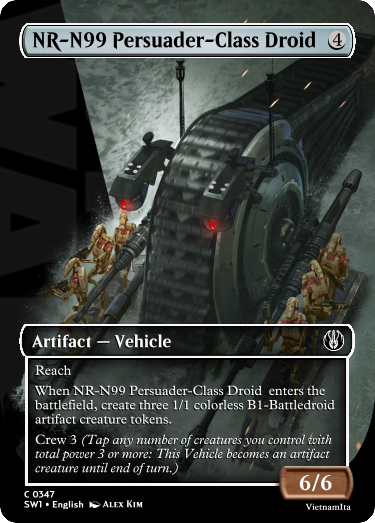 NR-N99 Persuader-Class Droid 4
Artifact — Vehicle
Reach
When NR-N99 Persuader-Class Droid enters the
battlefield, create three 1/1 colorless B1-Battledroid
artifact creature tokens.
Crew 3 (Tap any number of creatures you control with
total power 3 or more: This Vehicle becomes an artifact
creature until end of turn.)
6/6
C 0347
SW1 • English ALEX KIM
VietnamIta